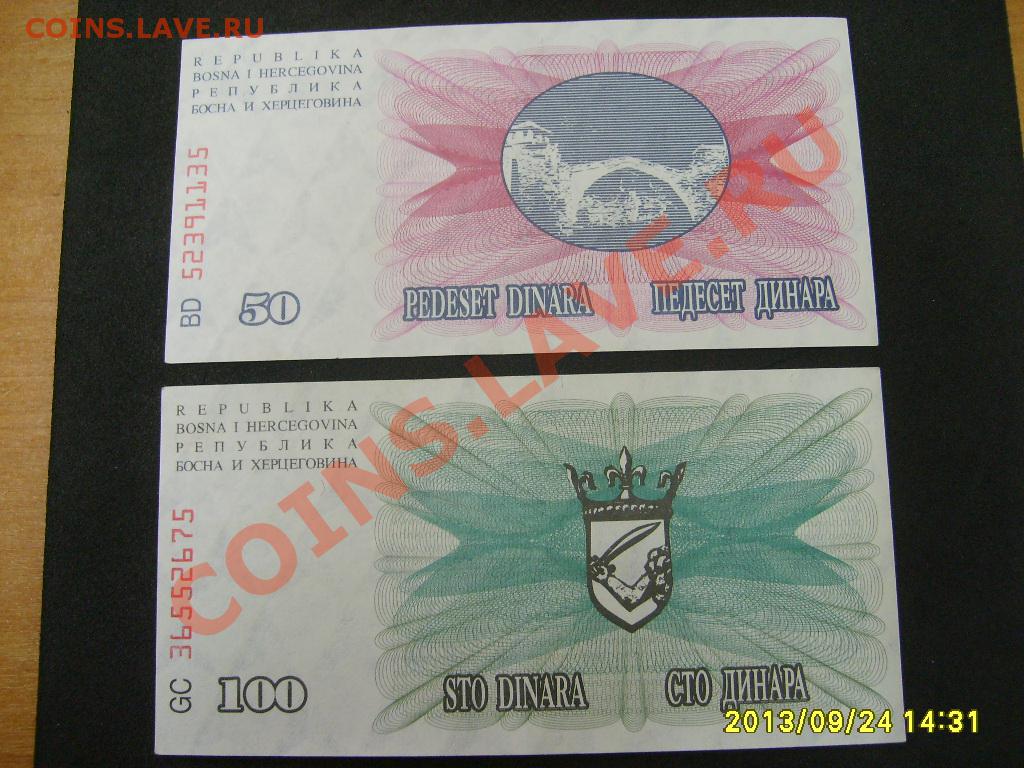 COINS.LAVE.RU
REPUBLIKA
BOSNA I HERCEGOVINA
РЕПУБЛИКА
БОСНА И ХЕРЦЕГОВИНА
BD 52391135
50
PEDESET DINARA ПЕДЕСЕТ ДИНАРА
COINS.LAVE.RU
REPUBLIKA
BOSNA I HERCEGOVINA
РЕПУБЛИКА
БОСНА И ХЕРЦЕГОВИНА
GC 36552675
100
STO DINARA СТО ДИНАРА
2013/09/24 14:31